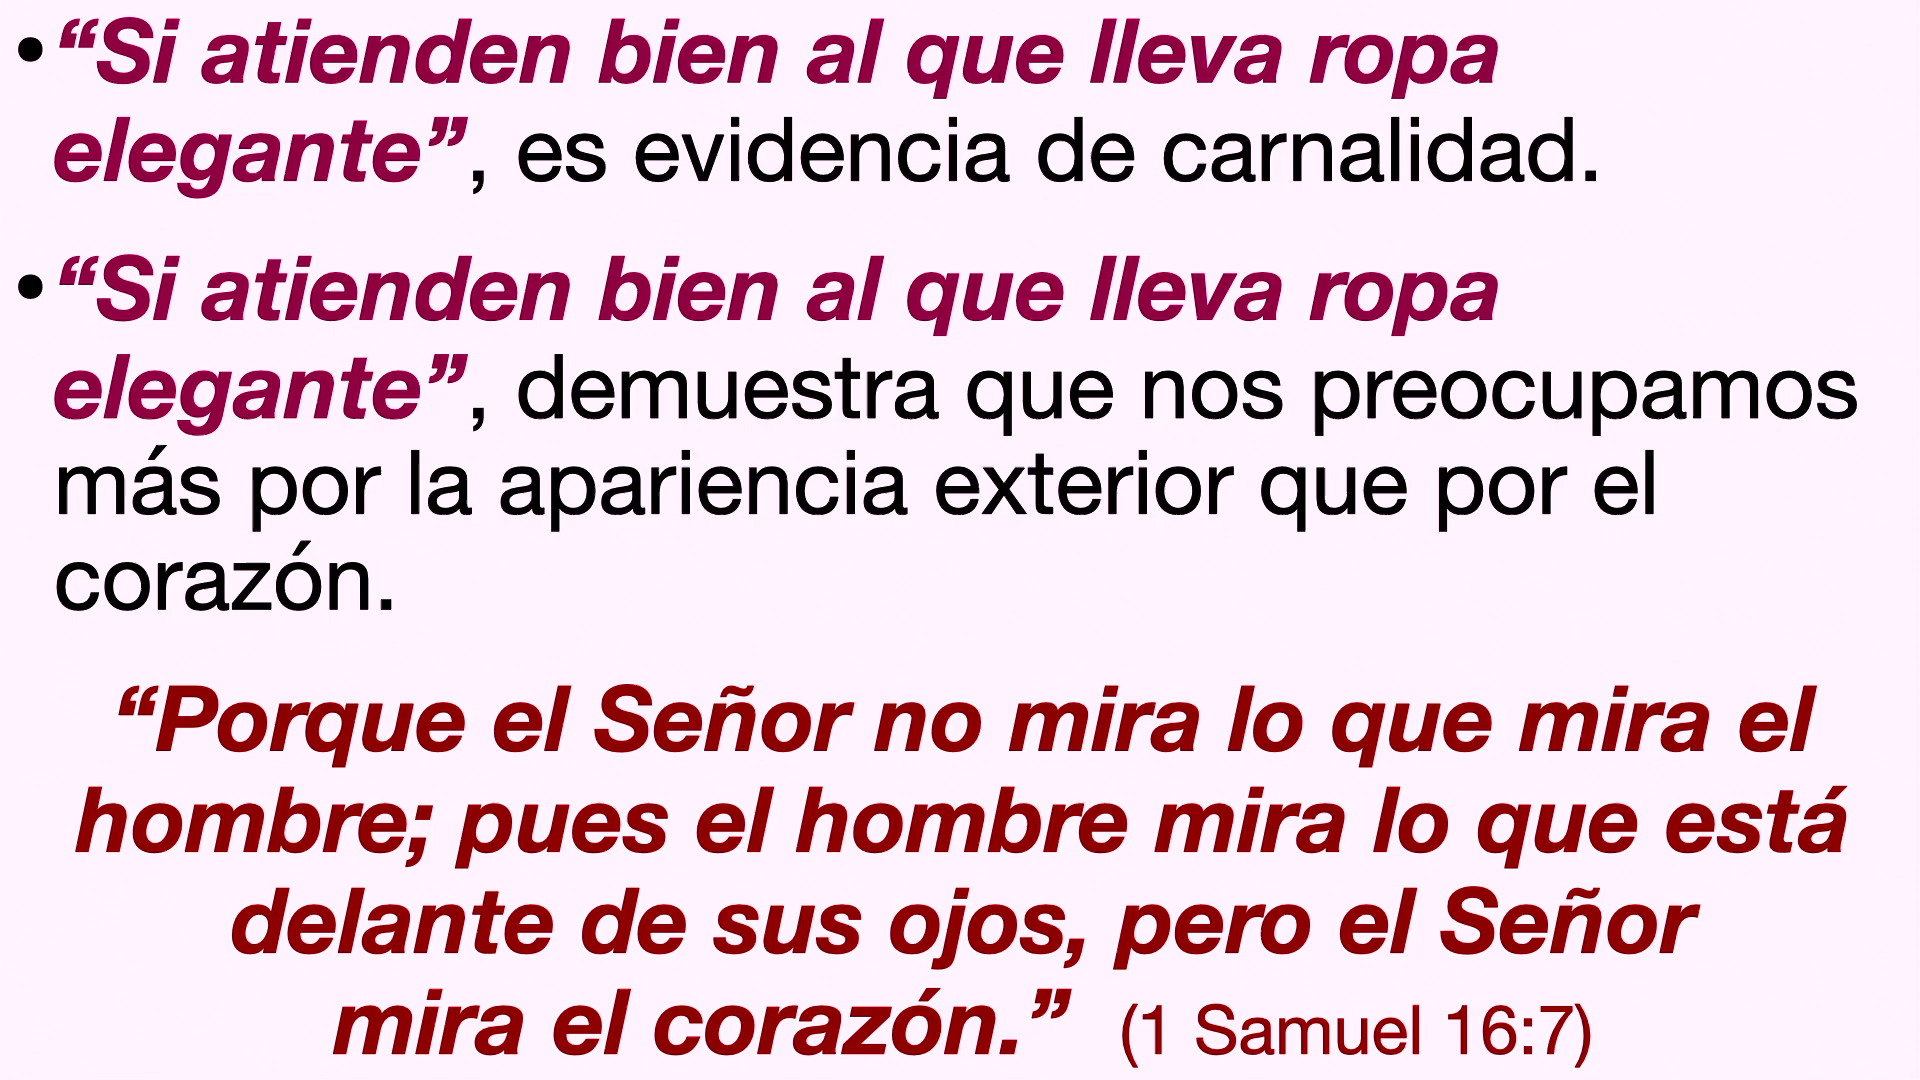 •“Si atienden bien al que lleva ropa
elegante”, es evidencia de carnalidad.
•“Si atienden bien al que lleva ropa
elegante”, demuestra que nos preocupamos
más por la apariencia exterior que por el
corazón.
“Porque el Señor no mira lo que mira el
hombre; pues el hombre mira lo que está
delante de sus ojos, pero el Señor
mira el corazón.” (1 Samuel 16:7)